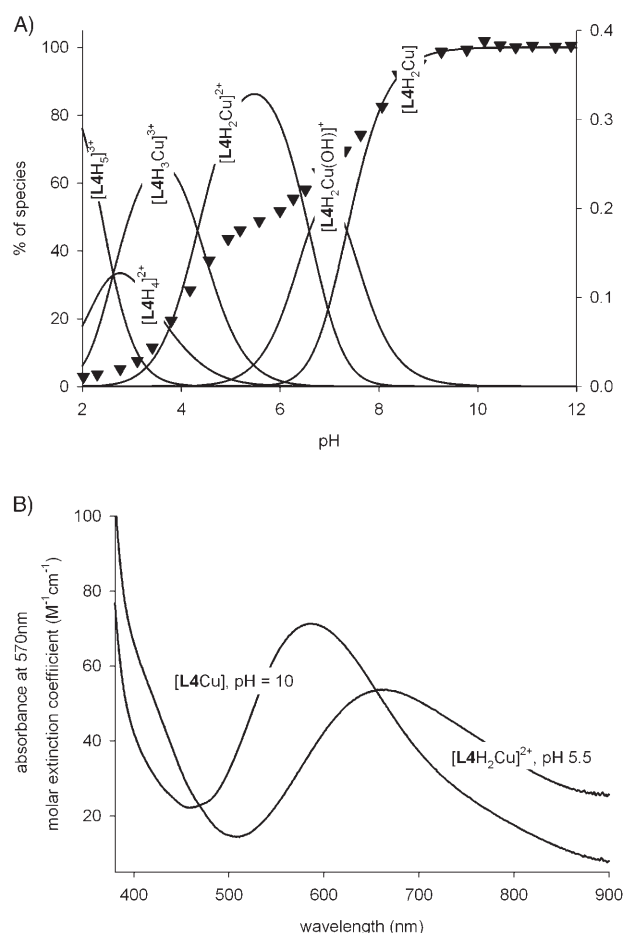 A)
% of species
100
80
60
40
20
0
[L4H5]3+
[L4H3Cu]3+
[L4H4]2+
[L4H2Cu]2+
[L4H2Cu(OH)]+
[L4H2Cu]
0.4
0.3
0.2
0.1
0.0
2 4 6 8 10 12
pH
B)
absorbance at 570nm
molar extinction coeffiicient (M-1cm-1)
100
80
60
40
20
[L4Cu], pH = 10
[L4H2Cu]2+, pH 5.5
400 500 600 700 800 900
wavelength (nm)